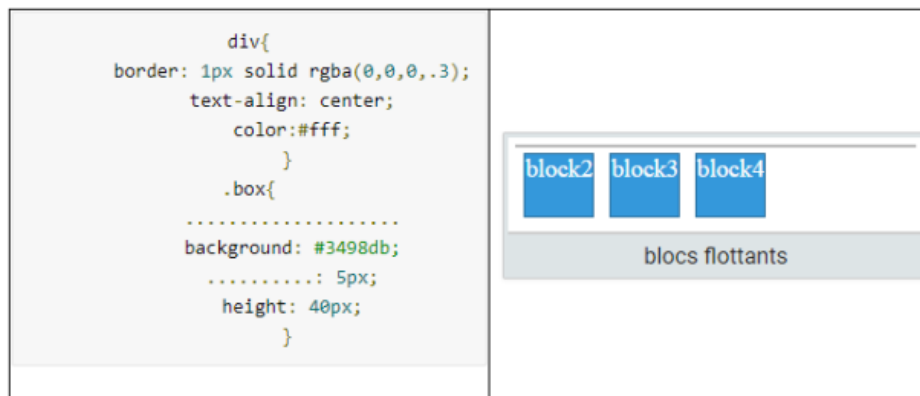 div{
border: 1px solid rgba(0,0,0,.3);
text-align: center;
color:#fff;
}
.box{
....................
background: #3498db;
..........: 5px;
height: 40px;
}
block2 block3 block4
blocs flottants